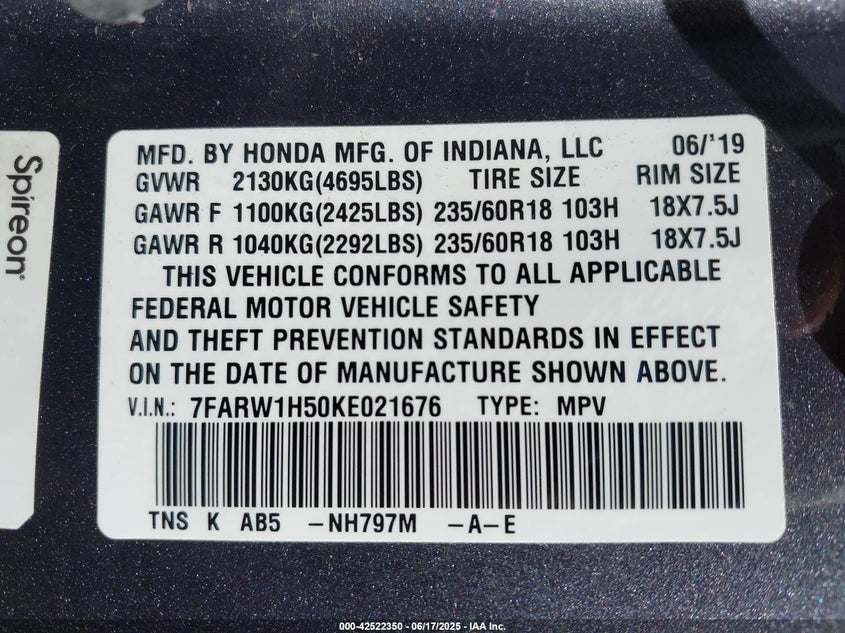 MFD. BY HONDA MFG. OF INDIANA, LLC 06/'19
GVWR 2130KG(4695LBS) TIRE SIZE RIM SIZE
GAWR F 1100KG(2425LBS) 235/60R18 103H 18X7.5J
GAWR R 1040KG(2292LBS) 235/60R18 103H 18X7.5J
THIS VEHICLE CONFORMS TO ALL APPLICABLE
FEDERAL MOTOR VEHICLE SAFETY
AND THEFT PREVENTION STANDARDS IN EFFECT
ON THE DATE OF MANUFACTURE SHOWN ABOVE.
V.I.N.: 7FARW1H50KE021676 TYPE: MPV
TNS K AB5 -NH797M -A-E
Spireon
000-42522350 - 06/17/2025 - IAA Inc.